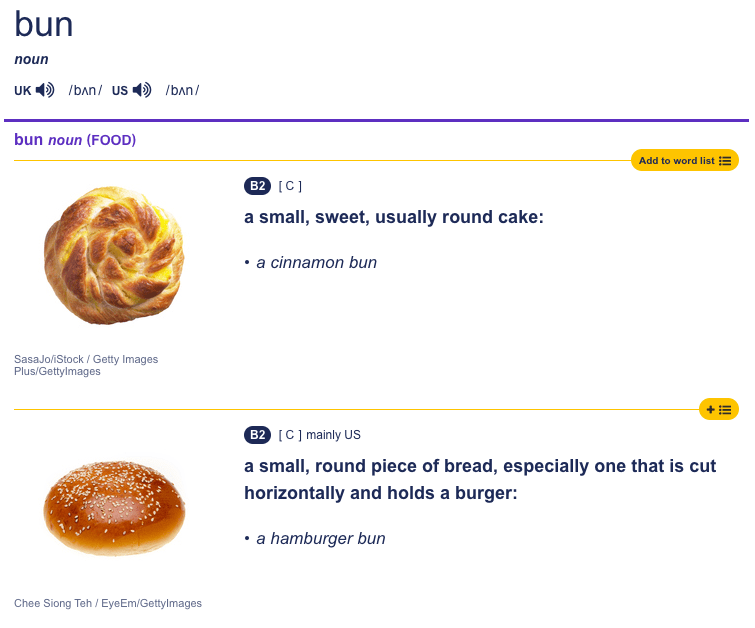 bun
noun
UK /bʌn/ US /bʌn/
bun noun (FOOD)
Add to word list
B2 [ C ]
a small, sweet, usually round cake:
• a cinnamon bun
SasaJo/iStock / Getty Images
Plus/GettyImages
+
B2 [ C ] mainly US
a small, round piece of bread, especially one that is cut
horizontally and holds a burger:
• a hamburger bun
Chee Siong Teh / EyeEm/GettyImages